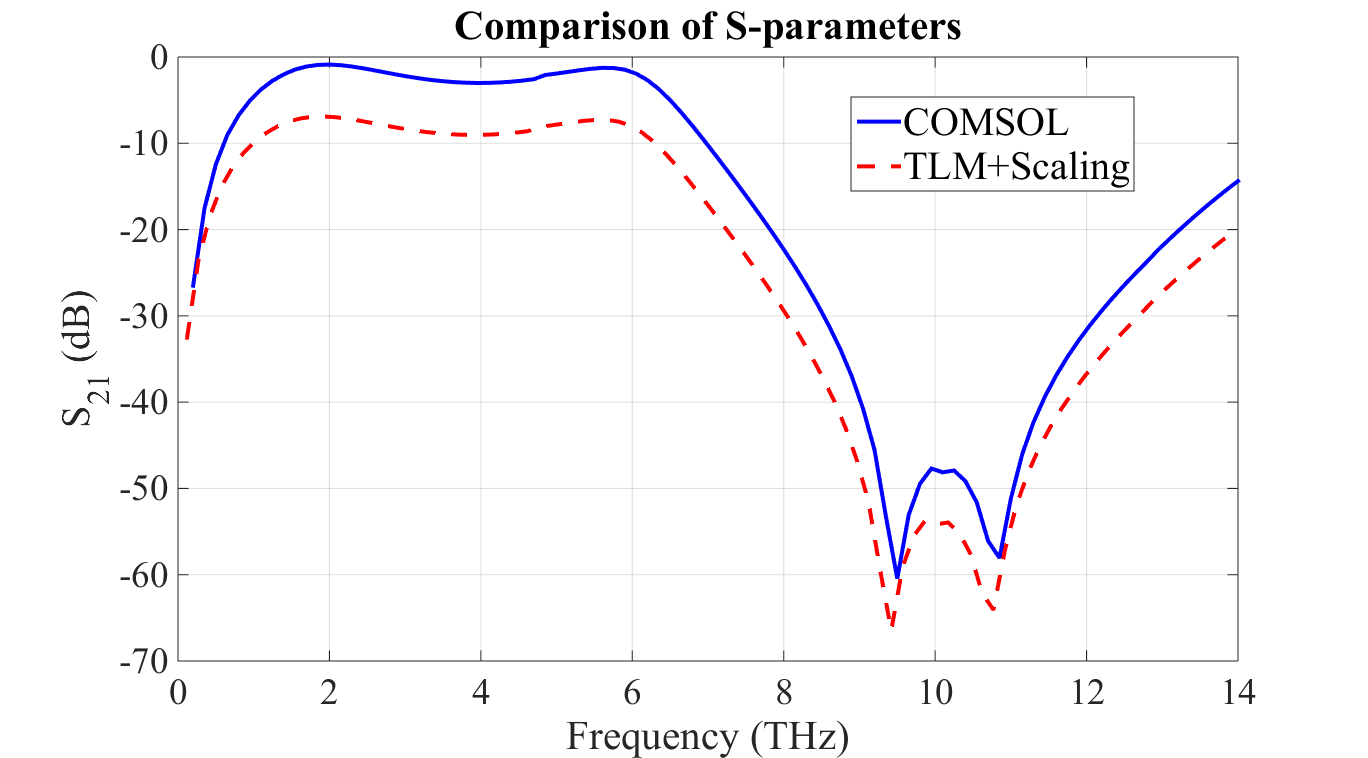 Comparison of S-parameters
0
-10
-20
-30
-40
-50
-60
-70
S21 (dB)
COMSOL
TLM+Scaling
0 2 4 6 8 10 12 14
Frequency (THz)